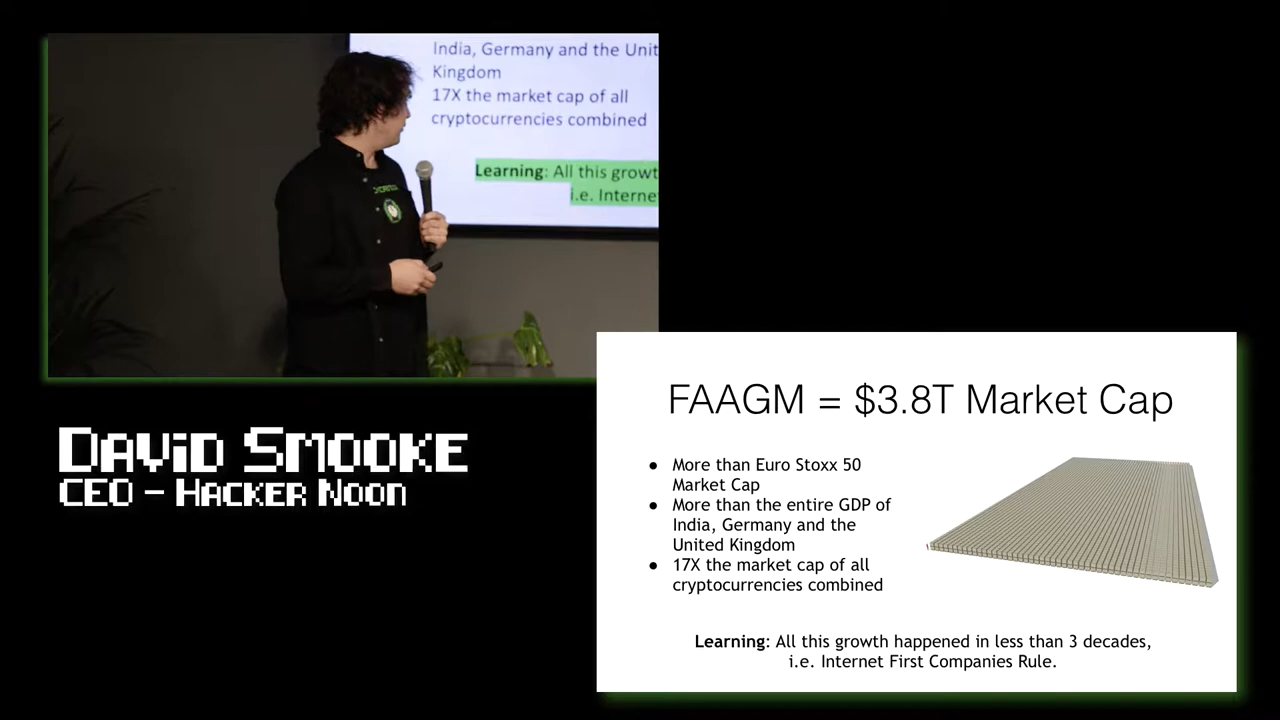 India, Germany and the Unit
Kingdom
17X the market cap of all
cryptocurrencies combined
Learning: All this growt
i.e. Interne
David Smooke
CEO – Hacker Noon
FAAGM = $3.8T Market Cap
● More than Euro Stoxx 50
Market Cap
● More than the entire GDP of
India, Germany and the
United Kingdom
● 17X the market cap of all
cryptocurrencies combined
Learning: All this growth happened in less than 3 decades,
i.e. Internet First Companies Rule.